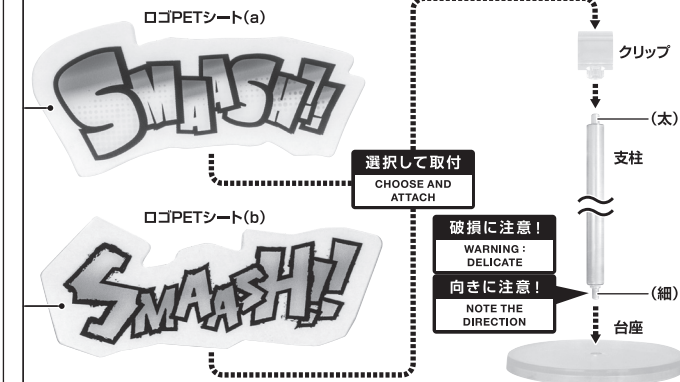 ロゴPETシート(a)
SMAASH!!
クリップ
(太)
支柱
選択して取付
CHOOSE AND
ATTACH
ロゴPETシート(b)
SMAASH!!
破損に注意!
WARNING:
DELICATE
向きに注意!
NOTE THE
DIRECTION
(細)
台座